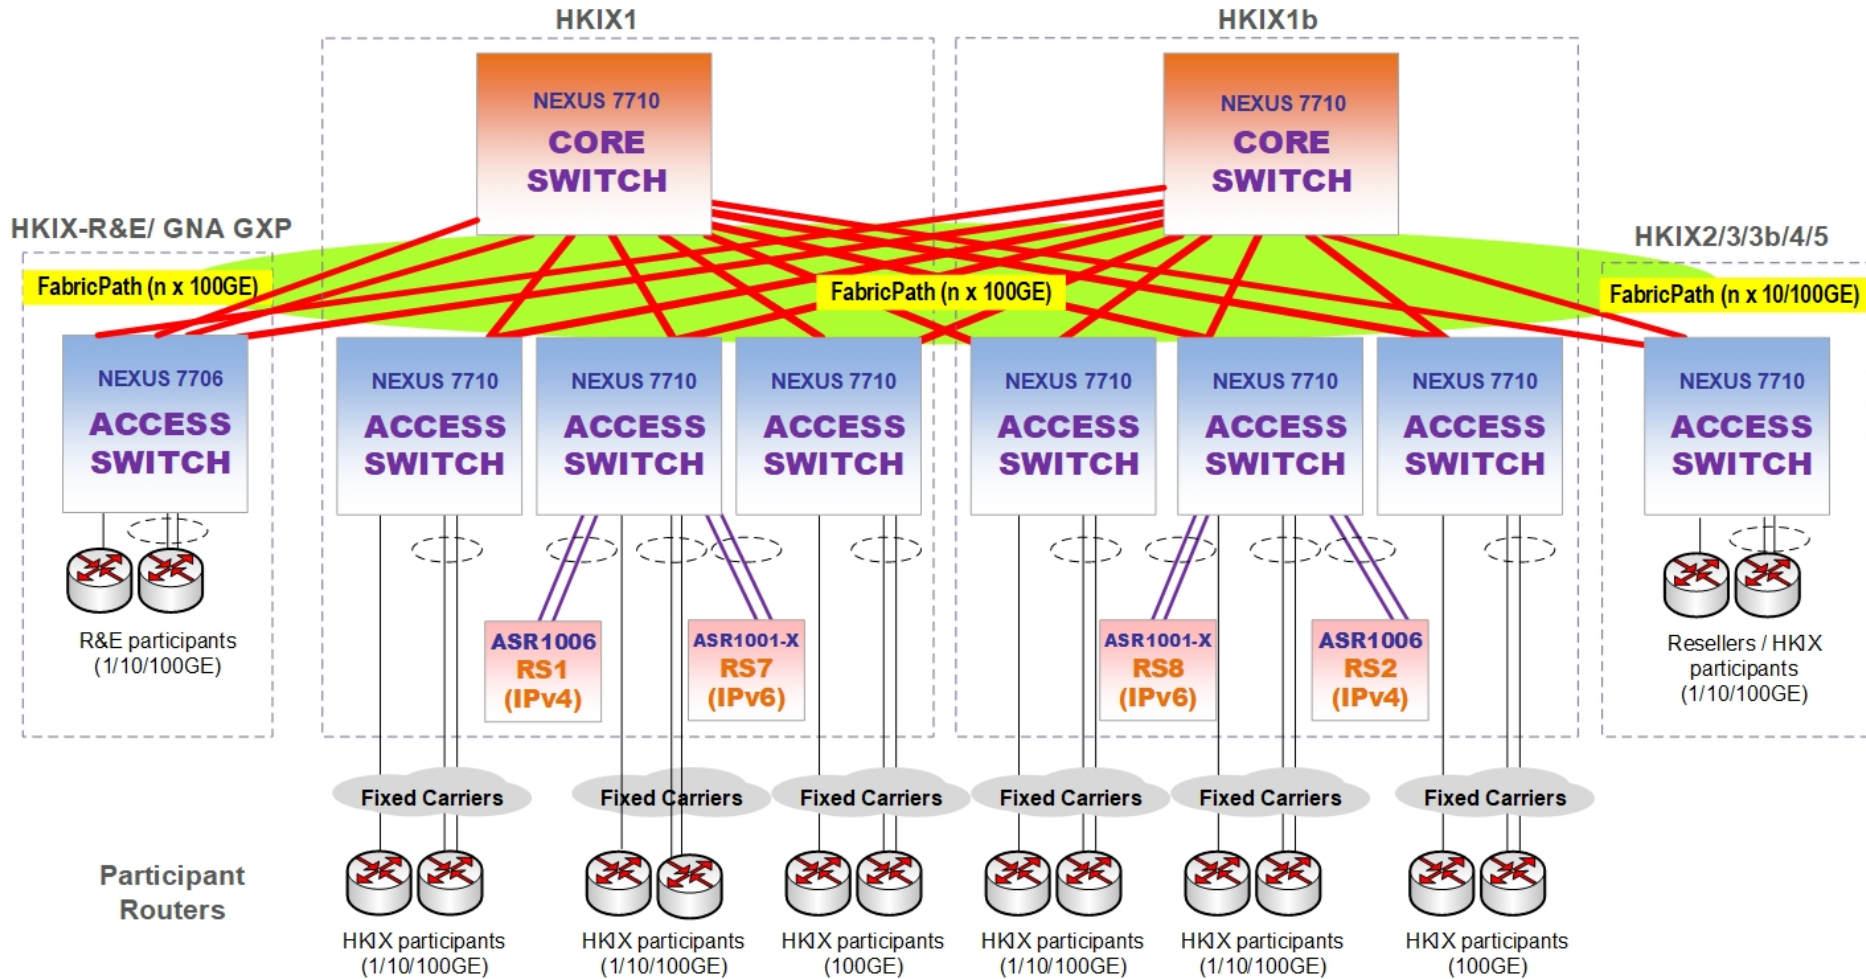 HKIX1
HKIX1b
NEXUS 7710
CORE
SWITCH
NEXUS 7710
CORE
SWITCH
HKIX-R&E/ GNA GXP
HKIX2/3/3b/4/5
FabricPath (n x 100GE)
FabricPath (n x 100GE)
FabricPath (n x 10/100GE)
NEXUS 7706
ACCESS
SWITCH
NEXUS 7710
ACCESS
SWITCH
NEXUS 7710
ACCESS
SWITCH
NEXUS 7710
ACCESS
SWITCH
NEXUS 7710
ACCESS
SWITCH
NEXUS 7710
ACCESS
SWITCH
NEXUS 7710
ACCESS
SWITCH
NEXUS 7710
ACCESS
SWITCH
R&E participants
(1/10/100GE)
ASR1006
RS1
(IPv4)
ASR1001-X
RS7
(IPv6)
ASR1001-X
RS8
(IPv6)
ASR1006
RS2
(IPv4)
Resellers / HKIX
participants
(1/10/100GE)
Fixed Carriers
Fixed Carriers
Fixed Carriers
Fixed Carriers
Fixed Carriers
Fixed Carriers
Participant
Routers
HKIX participants
(1/10/100GE)
HKIX participants
(1/10/100GE)
HKIX participants
(100GE)
HKIX participants
(1/10/100GE)
HKIX participants
(1/10/100GE)
HKIX participants
(100GE)